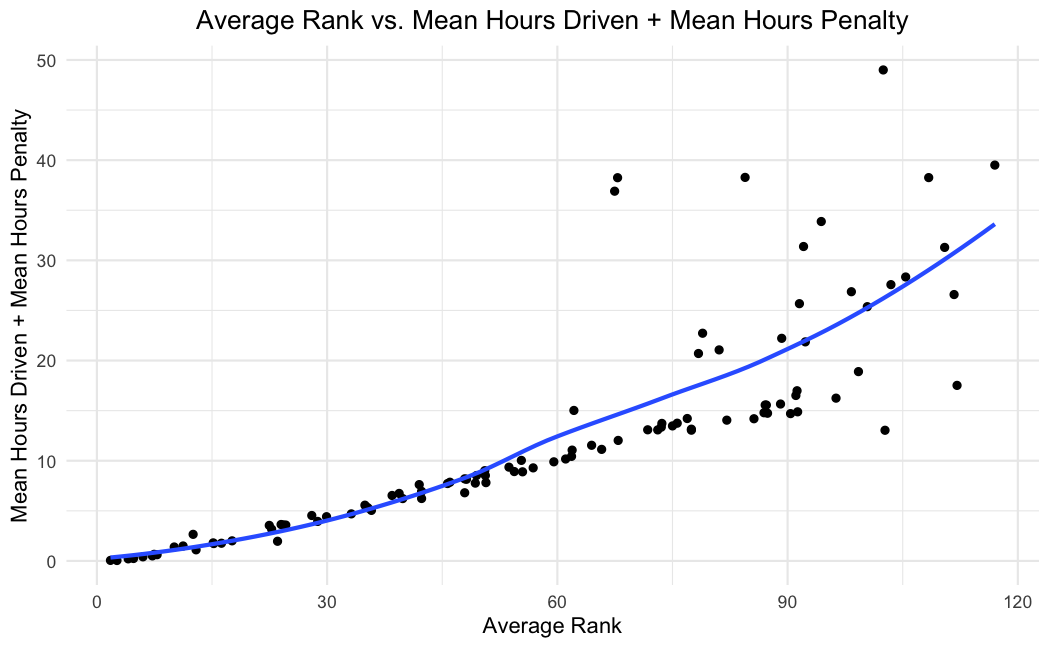 Average Rank vs. Mean Hours Driven + Mean Hours Penalty
Mean Hours Driven + Mean Hours Penalty
50
40
30
20
10
0
0 30 60 90 120
Average Rank